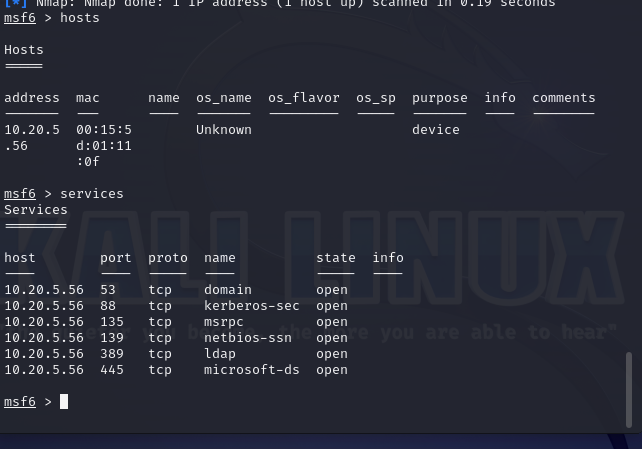 [*] Nmap: Nmap done: 1 IP address (1 host up) scanned in 0.19 seconds
msf6 > hosts
Hosts
=====
address mac name os_name os_flavor os_sp purpose info comments
------- --- ---- ------- --------- ----- ------- ---- --------
10.20.5 00:15:5 Unknown device
.56 d:01:11
:0f
msf6 > services
Services
========
host port proto name state info
---- ---- ----- ---- ----- ----
10.20.5.56 53 tcp domain open
10.20.5.56 88 tcp kerberos-sec open
10.20.5.56 135 tcp msrpc open
10.20.5.56 139 tcp netbios-ssn open
10.20.5.56 389 tcp ldap open
10.20.5.56 445 tcp microsoft-ds open
msf6 >
KALI LINUX
the you are able to hear"